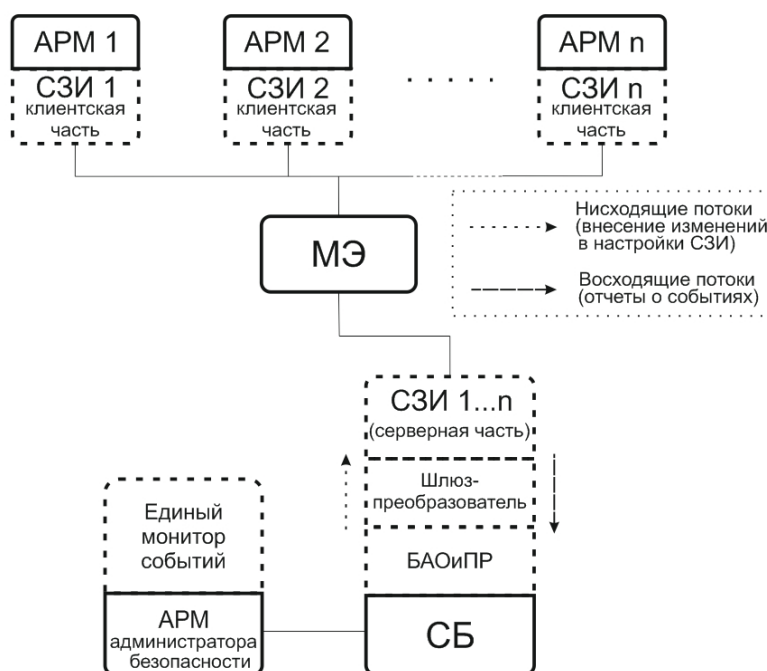 АРМ 1
АРМ 2
АРМ n
СЗИ 1
клиентская
часть
СЗИ 2
клиентская
часть
СЗИ n
клиентская
часть
МЭ
Нисходящие потоки
(внесение изменений
в настройки СЗИ)
Восходящие потоки
(отчеты о событиях)
СЗИ 1...n
(серверная часть)
Шлюз-
преобразователь
БАОиПР
СБ
Единый
монитор
событий
АРМ
администратора
безопасности